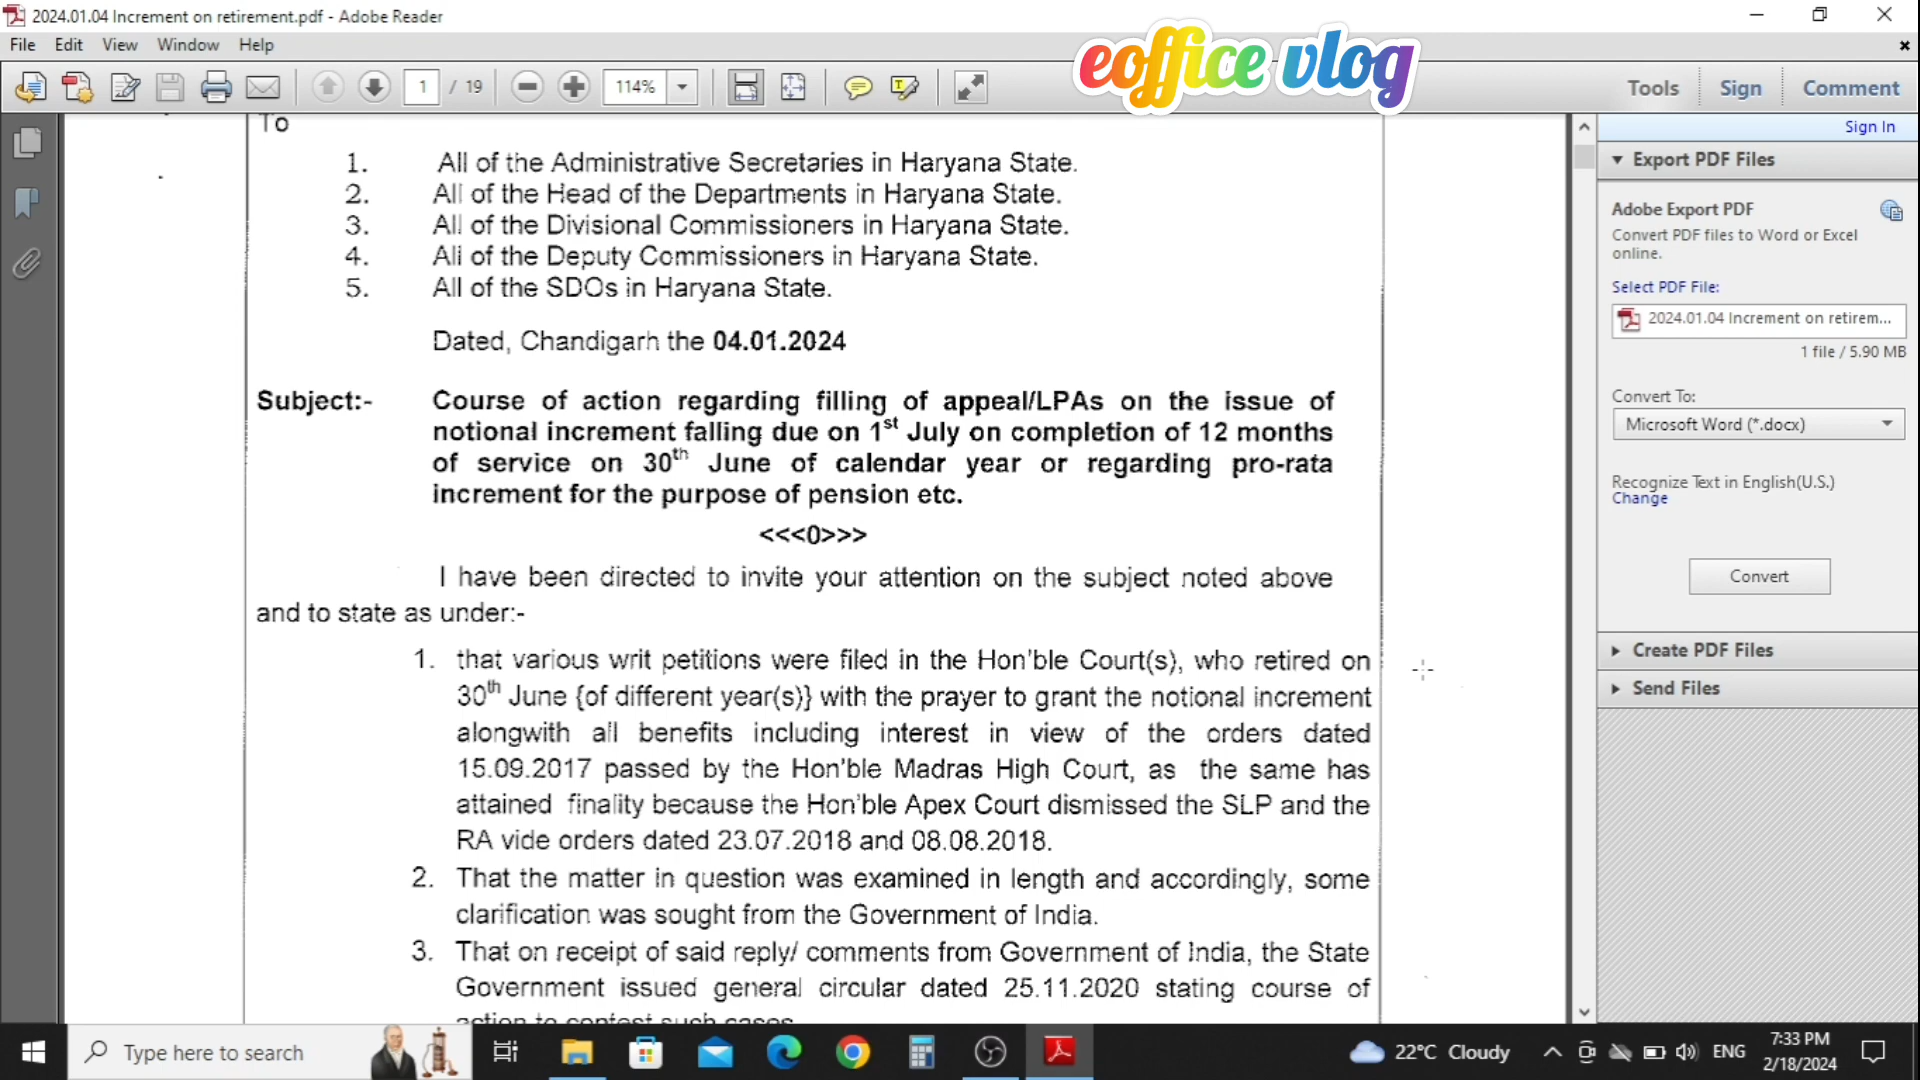 2024.01.04 Increment on retirement.pdf - Adobe Reader
File Edit View Window Help
eoffice vlog
1 / 19
114%
Tools Sign Comment
Sign In
To
1. All of the Administrative Secretaries in Haryana State.
2. All of the Head of the Departments in Haryana State.
3. All of the Divisional Commissioners in Haryana State.
4. All of the Deputy Commissioners in Haryana State.
5. All of the SDOs in Haryana State.
Dated, Chandigarh the 04.01.2024
Subject:- Course of action regarding filling of appeal/LPAs on the issue of
notional increment falling due on 1st July on completion of 12 months
of service on 30th June of calendar year or regarding pro-rata
increment for the purpose of pension etc.
<<<0>>>
I have been directed to invite your attention on the subject noted above
and to state as under:-
1. that various writ petitions were filed in the Hon'ble Court(s), who retired on
30th June {of different year(s)} with the prayer to grant the notional increment
alongwith all benefits including interest in view of the orders dated
15.09.2017 passed by the Hon'ble Madras High Court, as the same has
attained finality because the Hon'ble Apex Court dismissed the SLP and the
RA vide orders dated 23.07.2018 and 08.08.2018.
2. That the matter in question was examined in length and accordingly, some
clarification was sought from the Government of India.
3. That on receipt of said reply/ comments from Government of India, the State
Government issued general circular dated 25.11.2020 stating course of
action to contest such cases
Export PDF Files
Adobe Export PDF
Convert PDF files to Word or Excel
online.
Select PDF File:
2024.01.04 Increment on retirem...
1 file / 5.90 MB
Convert To:
Microsoft Word (*.docx)
Recognize Text in English(U.S.)
Change
Convert
Create PDF Files
Send Files
Type here to search
22°C Cloudy
ENG
7:33 PM
2/18/2024